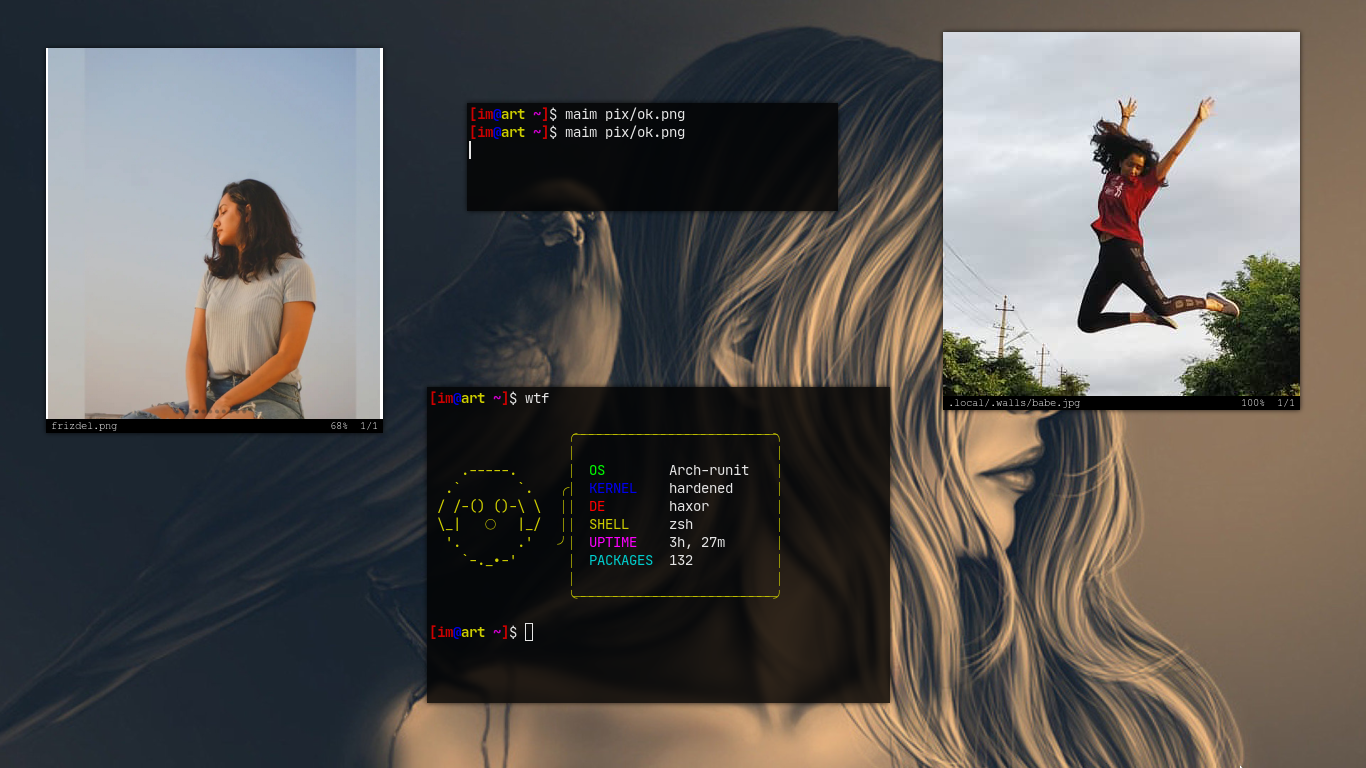 [im@art ~]$ maim pix/ok.png
[im@art ~]$ maim pix/ok.png
frizdel.png 68% 1/1
.local/.walls/babe.jpg 100% 1/1
[im@art ~]$ wtf
OS Arch-runit
KERNEL hardened
DE haxor
SHELL zsh
UPTIME 3h, 27m
PACKAGES 132
[im@art ~]$